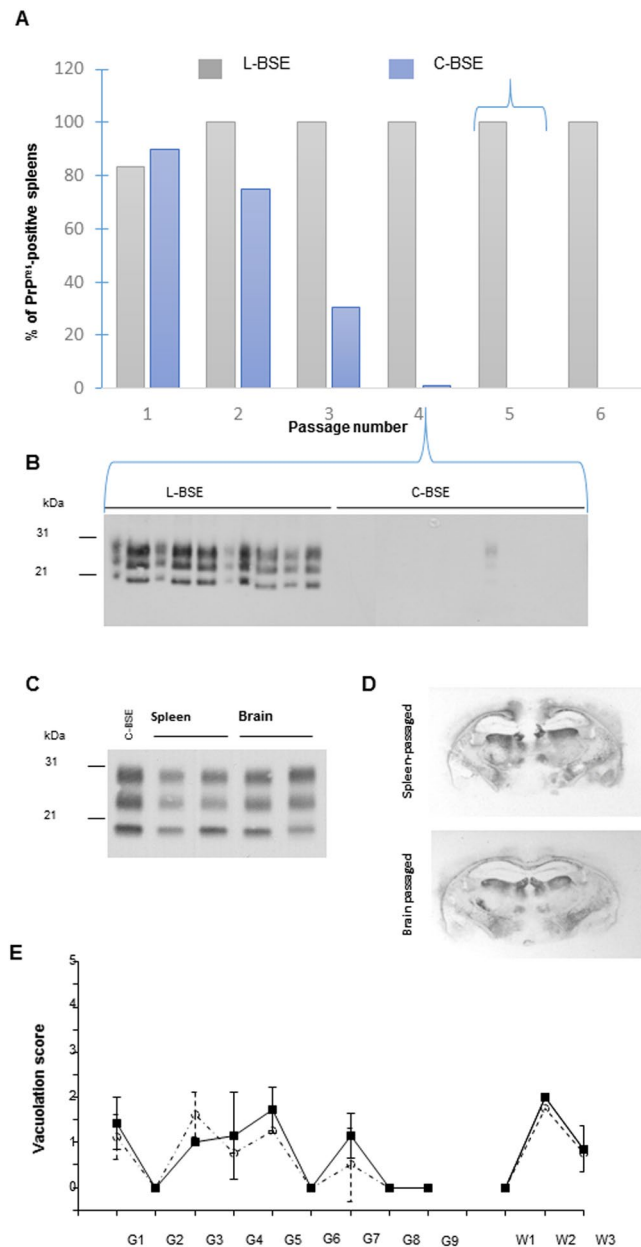 A
L-BSE C-BSE
120
100
80
60
40
20
0
% of PrPres-positive spleens
1 2 3 4 5 6
Passage number
B
L-BSE C-BSE
kDa
31
21
C D
C-BSE Spleen Brain
kDa
31
21
Spleen-passaged
Brain passaged
E
5
4
3
2
1
0
Vacuolation score
G1 G2 G3 G4 G5 G6 G7 G8 G9 W1 W2 W3